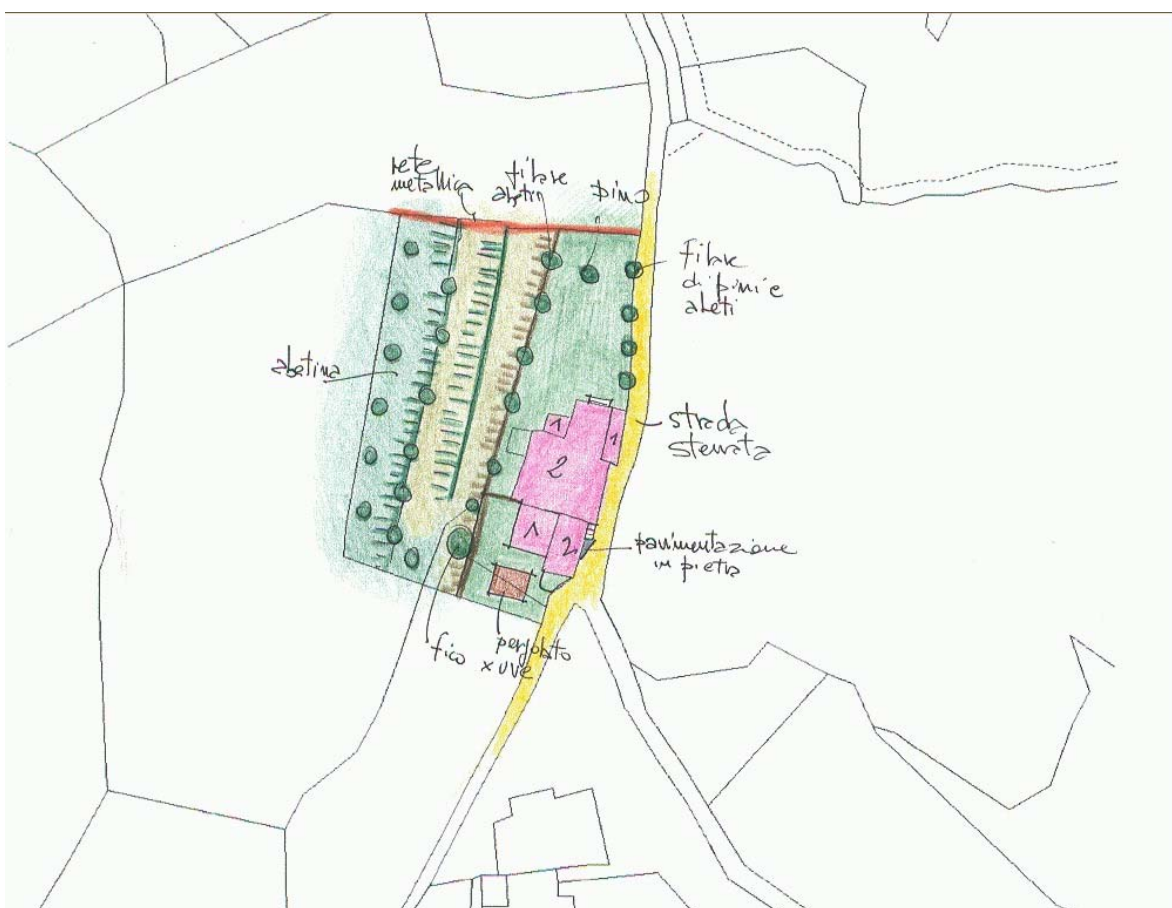 rete
metallica
filare
abeti
pino
filare
di pini e
abeti
abetina
strada
sterrata
1
1
2
1
2
pavimentazione
in pietra
fico
pergolato
x uve